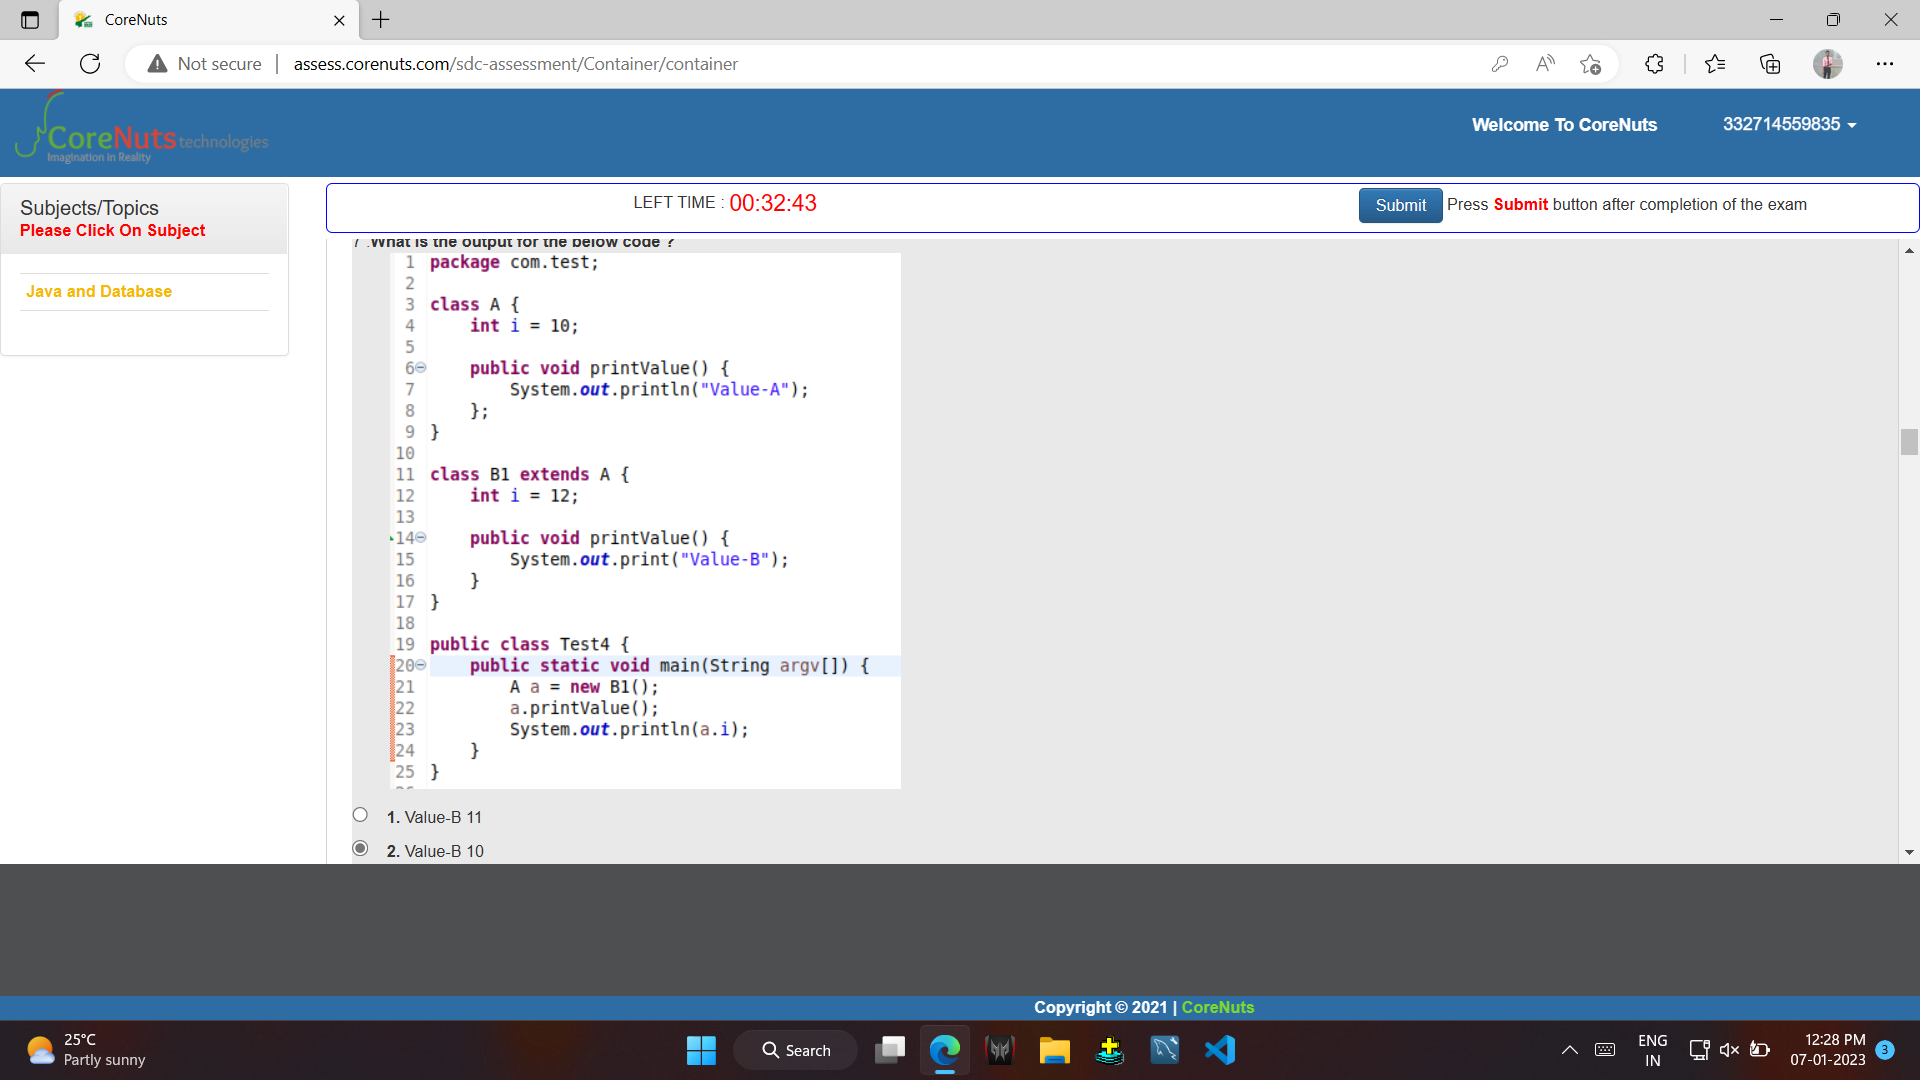 CoreNuts
Not secure
assess.corenuts.com/sdc-assessment/Container/container
CoreNuts technologies
Imagination in Reality
Welcome To CoreNuts
332714559835
Subjects/Topics
Please Click On Subject
Java and Database
LEFT TIME : 00:32:43
Submit Press Submit button after completion of the exam
7 .What is the output for the below code ?
1 package com.test;
2
3 class A {
4 int i = 10;
5
6 public void printValue() {
7 System.out.println("Value-A");
8 };
9 }
10
11 class B1 extends A {
12 int i = 12;
13
14 public void printValue() {
15 System.out.print("Value-B");
16 }
17 }
18
19 public class Test4 {
20 public static void main(String argv[]) {
21 A a = new B1();
22 a.printValue();
23 System.out.println(a.i);
24 }
25 }
1. Value-B 11
2. Value-B 10
Copyright © 2021 | CoreNuts
25°C
Partly sunny
Search
ENG
IN
12:28 PM
07-01-2023
3